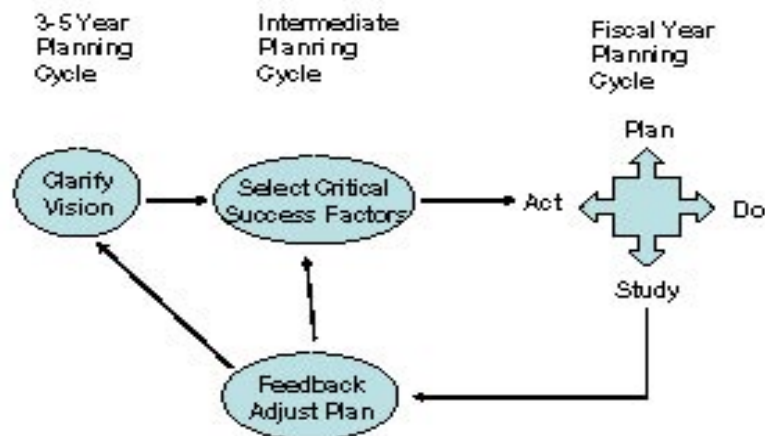 3-5 Year
Planning
Cycle
Intermediate
Planning
Cycle
Fiscal Year
Planning
Cycle
Plan
Clarify
Vision
Select Critical
Success Factors
Act
Do
Study
Feedback
Adjust Plan